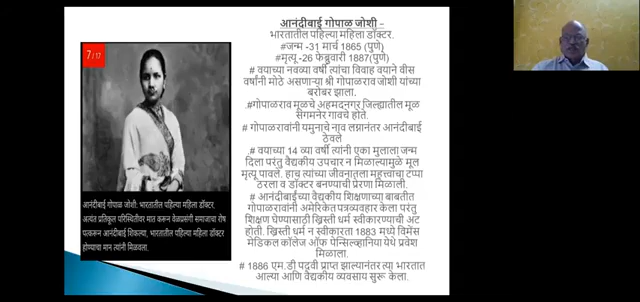 7/17
आनंदीबाई गोपाळ जोशी: भारतातील पहिल्या महिला डॉक्टर,
अत्यंत प्रतिकूल परिस्थितीवर मात करून वेळप्रसंगी समाजाचा रोष
पत्करून आनंदीबाई शिकल्या, भारतातील पहिल्या महिला डॉक्टर
होण्याचा मान त्यांनी मिळवला.
आनंदीबाई गोपाळ जोशी –
भारतातील पहिल्या महिला डॉक्टर.
#जन्म -31 मार्च 1865 (पुणे)
#मृत्यू -26 फेब्रुवारी 1887(पुणे)
# वयाच्या नवव्या वर्षी त्यांचा विवाह वयाने वीस
वर्षांनी मोठे असणाऱ्या श्री गोपाळराव जोशी यांच्या
बरोबर झाला.
#गोपाळराव मूळचे अहमदनगर जिल्ह्यातील मूळ
संगमनेर गावचे होते.
# गोपाळरावांनी यमुनाचे नाव लग्नानंतर आनंदीबाई
ठेवले
# वयाच्या 14 व्या वर्षी त्यांनी एका मुलाला जन्म
दिला परंतु वैद्यकीय उपचार न मिळाल्यामुळे मूल
मृत्यू पावले. हाच त्यांच्या जीवनातला महत्त्वाचा टप्पा
ठरला व डॉक्टर बनण्याची प्रेरणा मिळाली.
# आनंदीबाईच्या वैद्यकीय शिक्षणाच्या बाबतीत
गोपाळरावांनी अमेरिकेत पत्रव्यवहार केला परंतु
शिक्षण घेण्यासाठी ख्रिस्ती धर्म स्वीकारण्याची अट
होती. ख्रिस्ती धर्म न स्वीकारता 1883 मध्ये विमेंस
मेडिकल कॉलेज ऑफ पेन्सिल्व्हानिया येथे प्रवेश
मिळाला.
# 1886 एम.डी पदवी प्राप्त झाल्यानंतर त्या भारतात
आल्या आणि वैद्यकीय व्यवसाय सुरू केला.